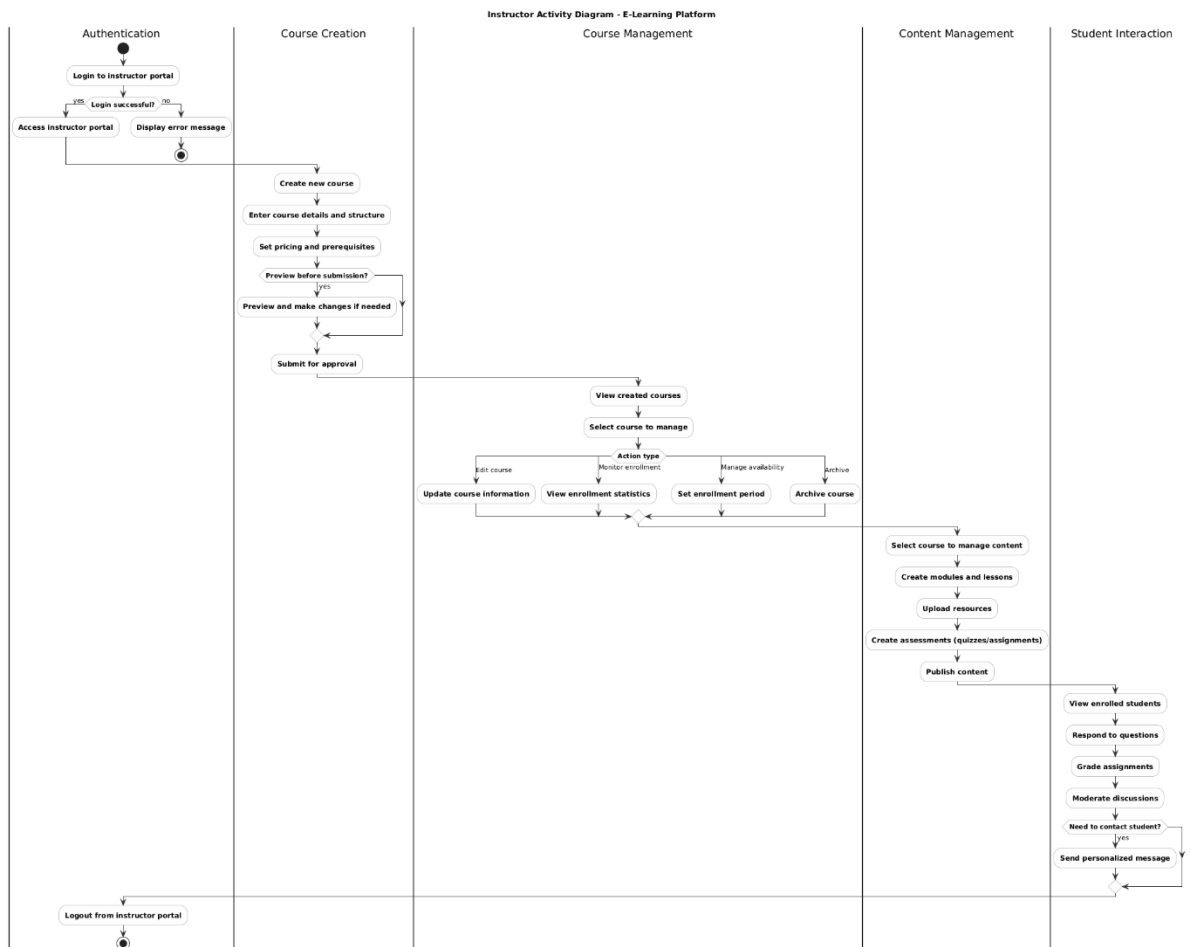 Instructor Activity Diagram - E-Learning Platform
Authentication
Course Creation
Course Management
Content Management
Student Interaction
Login to instructor portal
yes
Login successful?
no
Access instructor portal
Display error message
Create new course
Enter course details and structure
Set pricing and prerequisites
Preview before submission?
yes
Preview and make changes if needed
Submit for approval
View created courses
Select course to manage
Action type
Edit course
Monitor enrollment
Manage availability
Archive
Update course information
View enrollment statistics
Set enrollment period
Archive course
Select course to manage content
Create modules and lessons
Upload resources
Create assessments (quizzes/assignments)
Publish content
View enrolled students
Respond to questions
Grade assignments
Moderate discussions
Need to contact student?
yes
Send personalized message
Logout from instructor portal